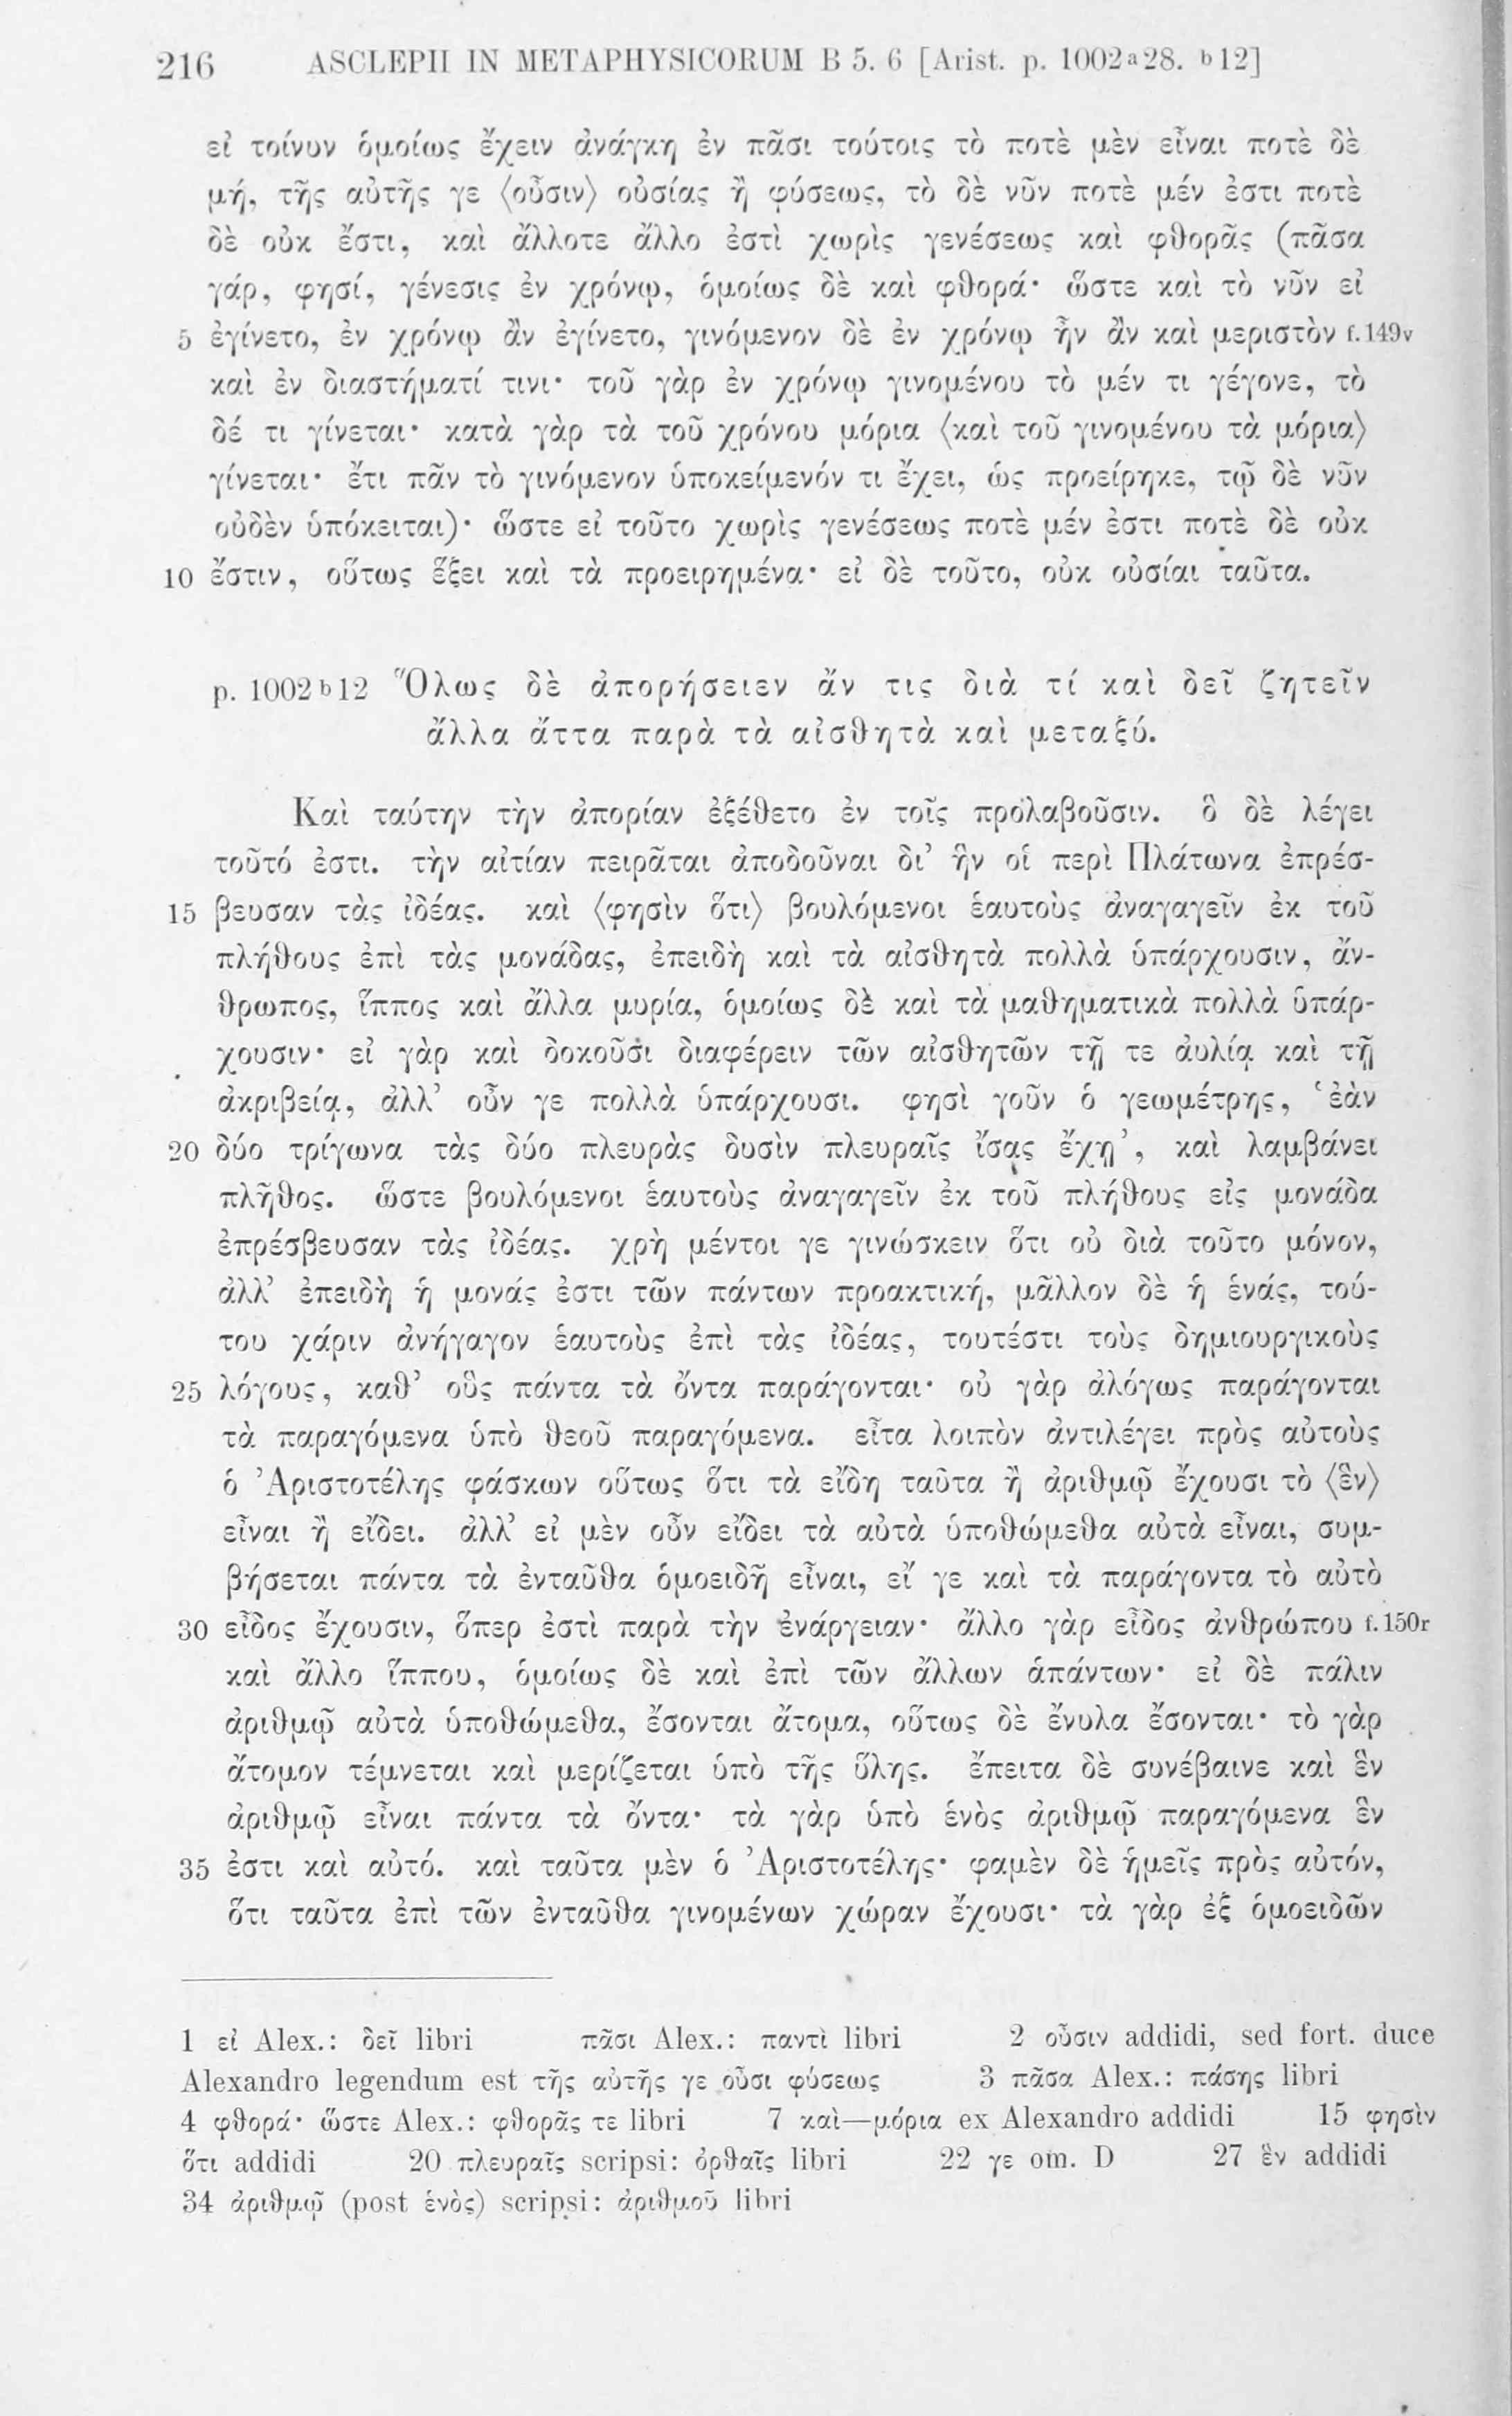 216 ASCLEPII IN METAPHYSICORUM B 5. 6 [Arist. p. 1002ᵃ28. ᵇ12]
εἰ τοίνυν ὁμοίως ἔχειν ἀνάγκη ἐν πᾶσι τούτοις τὸ ποτὲ μὲν εἶναι ποτὲ δὲ
μή, τῆς αὐτῆς γε ⟨οὖσιν⟩ οὐσίας ἢ φύσεως, τὸ δὲ νῦν ποτὲ μέν ἐστι ποτὲ
δὲ οὐκ ἔστι, καὶ ἄλλοτε ἄλλο ἐστὶ χωρὶς γενέσεως καὶ φθορᾶς (πᾶσα
γάρ, φησί, γένεσις ἐν χρόνῳ, ὁμοίως δὲ καὶ φθορά· ὥστε καὶ τὸ νῦν εἰ
5 ἐγίνετο, ἐν χρόνῳ ἂν ἐγίνετο, γινόμενον δὲ ἐν χρόνῳ ἦν ἂν καὶ μεριστὸν f.149v
καὶ ἐν διαστήματί τινι· τοῦ γὰρ ἐν χρόνῳ γινομένου τὸ μέν τι γέγονε, τὸ
δέ τι γίνεται· κατὰ γὰρ τὰ τοῦ χρόνου μόρια ⟨καὶ τοῦ γινομένου τὰ μόρια⟩
γίνεται· ἔτι πᾶν τὸ γινόμενον ὑποκείμενόν τι ἔχει, ὡς προείρηκε, τῷ δὲ νῦν
οὐδὲν ὑπόκειται)· ὥστε εἰ τοῦτο χωρὶς γενέσεως ποτὲ μέν ἐστι ποτὲ δὲ οὐκ
10 ἔστιν, οὕτως ἕξει καὶ τὰ προειρημένα· εἰ δὲ τοῦτο, οὐκ οὐσίαι ταῦτα.
p. 1002ᵇ12 Ὅλως δὲ ἀπορήσειεν ἄν τις διὰ τί καὶ δεῖ ζητεῖν
ἄλλα ἄττα παρὰ τὰ αἰσθητὰ καὶ μεταξύ.
Καὶ ταύτην τὴν ἀπορίαν ἐξέθετο ἐν τοῖς προλαβοῦσιν. ὃ δὲ λέγει
τοῦτό ἐστι. τὴν αἰτίαν πειρᾶται ἀποδοῦναι δι’ ἣν οἱ περὶ Πλάτωνα ἐπρέσ-
15 βευσαν τὰς ἰδέας. καὶ ⟨φησὶν ὅτι⟩ βουλόμενοι ἑαυτοὺς ἀναγαγεῖν ἐκ τοῦ
πλήθους ἐπὶ τὰς μονάδας, ἐπειδὴ καὶ τὰ αἰσθητὰ πολλὰ ὑπάρχουσιν, ἄν-
θρωπος, ἵππος καὶ ἄλλα μυρία, ὁμοίως δὲ καὶ τὰ μαθηματικὰ πολλὰ ὑπάρ-
χουσιν· εἰ γὰρ καὶ δοκοῦσι διαφέρειν τῶν αἰσθητῶν τῇ τε ἀυλίᾳ καὶ τῇ
ἀκριβείᾳ, ἀλλ’ οὖν γε πολλὰ ὑπάρχουσι. φησὶ γοῦν ὁ γεωμέτρης, ‘ἐὰν
20 δύο τρίγωνα τὰς δύο πλευρὰς δυσὶν πλευραῖς ἴσας ἔχῃ’, καὶ λαμβάνει
πλῆθος. ὥστε βουλόμενοι ἑαυτοὺς ἀναγαγεῖν ἐκ τοῦ πλήθους εἰς μονάδα
ἐπρέσβευσαν τὰς ἰδέας. χρὴ μέντοι γε γινώσκειν ὅτι οὐ διὰ τοῦτο μόνον,
ἀλλ’ ἐπειδὴ ἡ μονάς ἐστι τῶν πάντων προακτική, μᾶλλον δὲ ἡ ἑνάς, τού-
του χάριν ἀνήγαγον ἑαυτοὺς ἐπὶ τὰς ἰδέας, τουτέστι τοὺς δημιουργικοὺς
25 λόγους, καθ’ οὓς πάντα τὰ ὄντα παράγονται· οὐ γὰρ ἀλόγως παράγονται
τὰ παραγόμενα ὑπὸ θεοῦ παραγόμενα. εἶτα λοιπὸν ἀντιλέγει πρὸς αὐτοὺς
ὁ Ἀριστοτέλης φάσκων οὕτως ὅτι τὰ εἴδη ταῦτα ἢ ἀριθμῷ ἔχουσι τὸ ⟨ἓν⟩
εἶναι ἢ εἴδει. ἀλλ’ εἰ μὲν οὖν εἴδει τὰ αὐτὰ ὑποθώμεθα αὐτὰ εἶναι, συμ-
βήσεται πάντα τὰ ἐνταῦθα ὁμοειδῆ εἶναι, εἴ γε καὶ τὰ παράγοντα τὸ αὐτὸ
30 εἶδος ἔχουσιν, ὅπερ ἐστὶ παρὰ τὴν ἐνάργειαν· ἄλλο γὰρ εἶδος ἀνθρώπου f.150r
καὶ ἄλλο ἵππου, ὁμοίως δὲ καὶ ἐπὶ τῶν ἄλλων ἁπάντων· εἰ δὲ πάλιν
ἀριθμῷ αὐτὰ ὑποθώμεθα, ἔσονται ἄτομα, οὕτως δὲ ἔνυλα ἔσονται· τὸ γὰρ
ἄτομον τέμνεται καὶ μερίζεται ὑπὸ τῆς ὕλης. ἔπειτα δὲ συνέβαινε καὶ ἓν
ἀριθμῷ εἶναι πάντα τὰ ὄντα· τὰ γὰρ ὑπὸ ἑνὸς ἀριθμῷ παραγόμενα ἕν
35 ἐστι καὶ αὐτό. καὶ ταῦτα μὲν ὁ Ἀριστοτέλης· φαμὲν δὲ ἡμεῖς πρὸς αὐτόν,
ὅτι ταῦτα ἐπὶ τῶν ἐνταῦθα γινομένων χώραν ἔχουσι· τὰ γὰρ ἐξ ὁμοειδῶν
1 εἰ Alex.: δεῖ libri πᾶσι Alex.: παντὶ libri 2 οὖσιν addidi, sed fort. duce
Alexandro legendum est τῆς αὐτῆς γε οὖσι φύσεως 3 πᾶσα Alex.: πάσης libri
4 φθορά· ὥστε Alex.: φθορᾶς τε libri 7 καὶ—μόρια ex Alexandro addidi 15 φησὶν
ὅτι addidi 20 πλευραῖς scripsi: ὀρθαῖς libri 22 γε om. D 27 ἓν addidi
34 ἀριθμῷ (post ἑνὸς) scripsi: ἀριθμοῦ libri